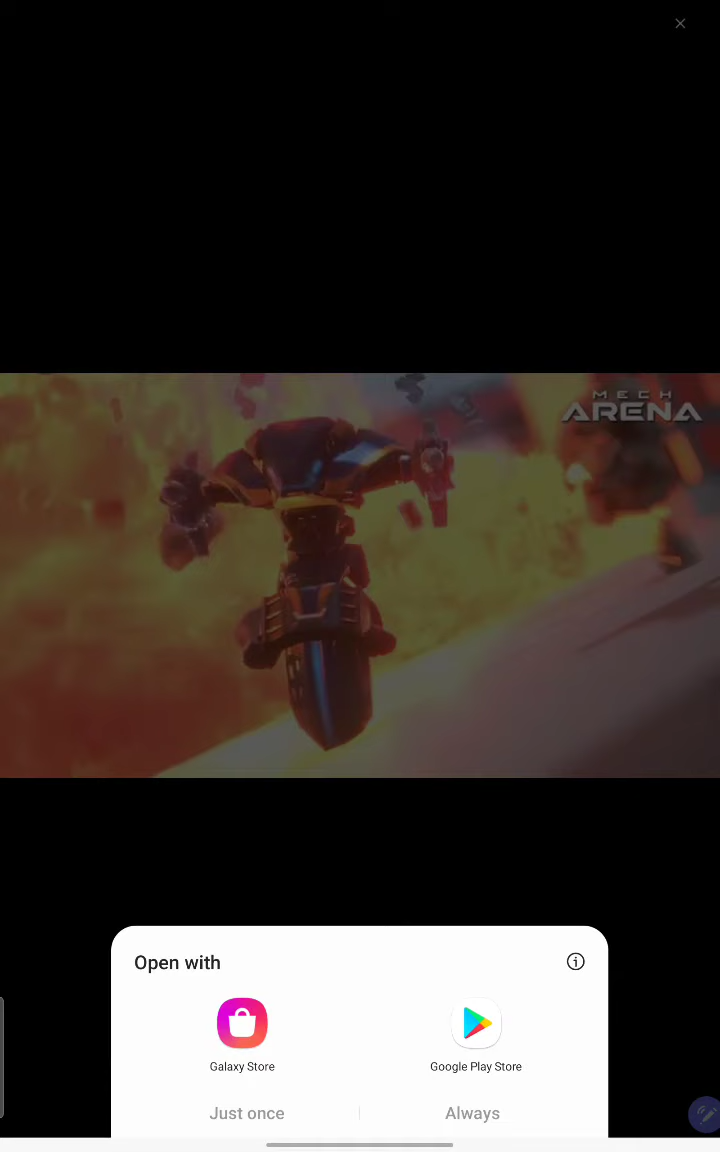 MECH
ARENA
Open with
Galaxy Store
Google Play Store
Just once
Always